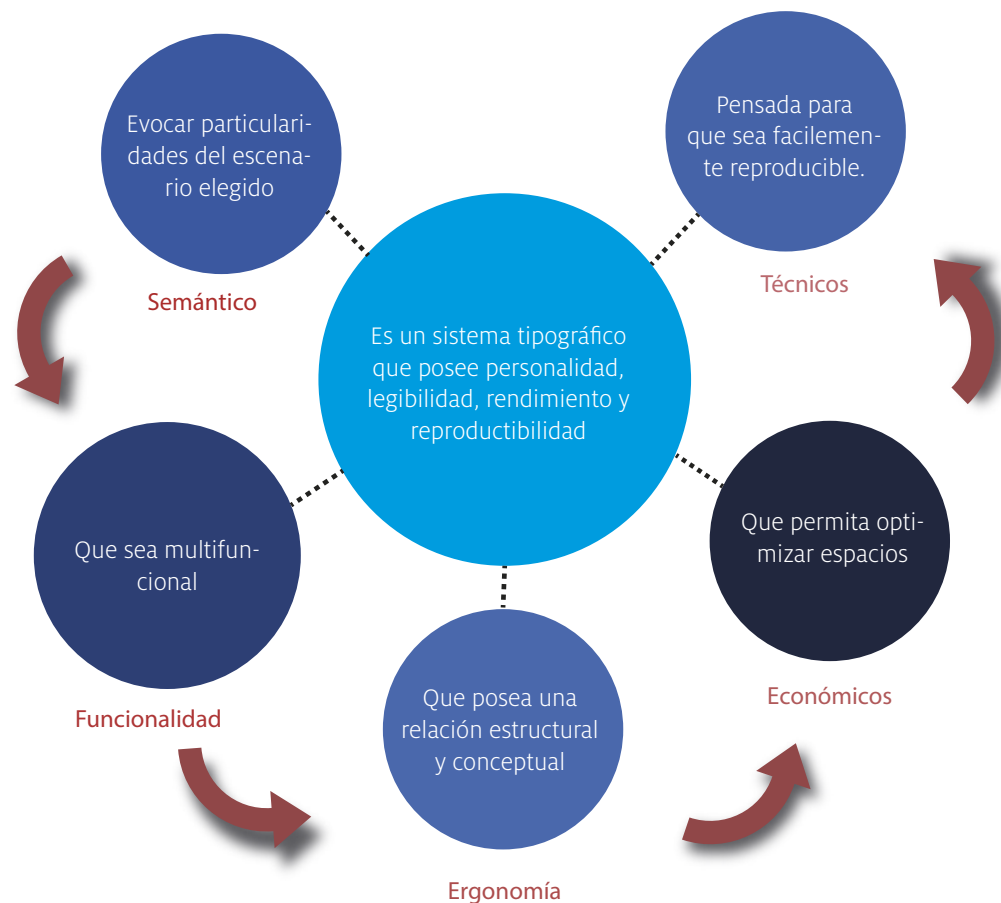 Evocar particulari-
dades del escena-
rio elegido
Semántico
Pensada para
que sea facilemen-
te reproducible.
Técnicos
Es un sistema tipográfico
que posee personalidad,
legibilidad, rendimiento y
reproductibilidad
Que sea multifun-
cional
Funcionalidad
Que posea una
relación estructural
y conceptual
Ergonomía
Que permita opti-
mizar espacios
Económicos